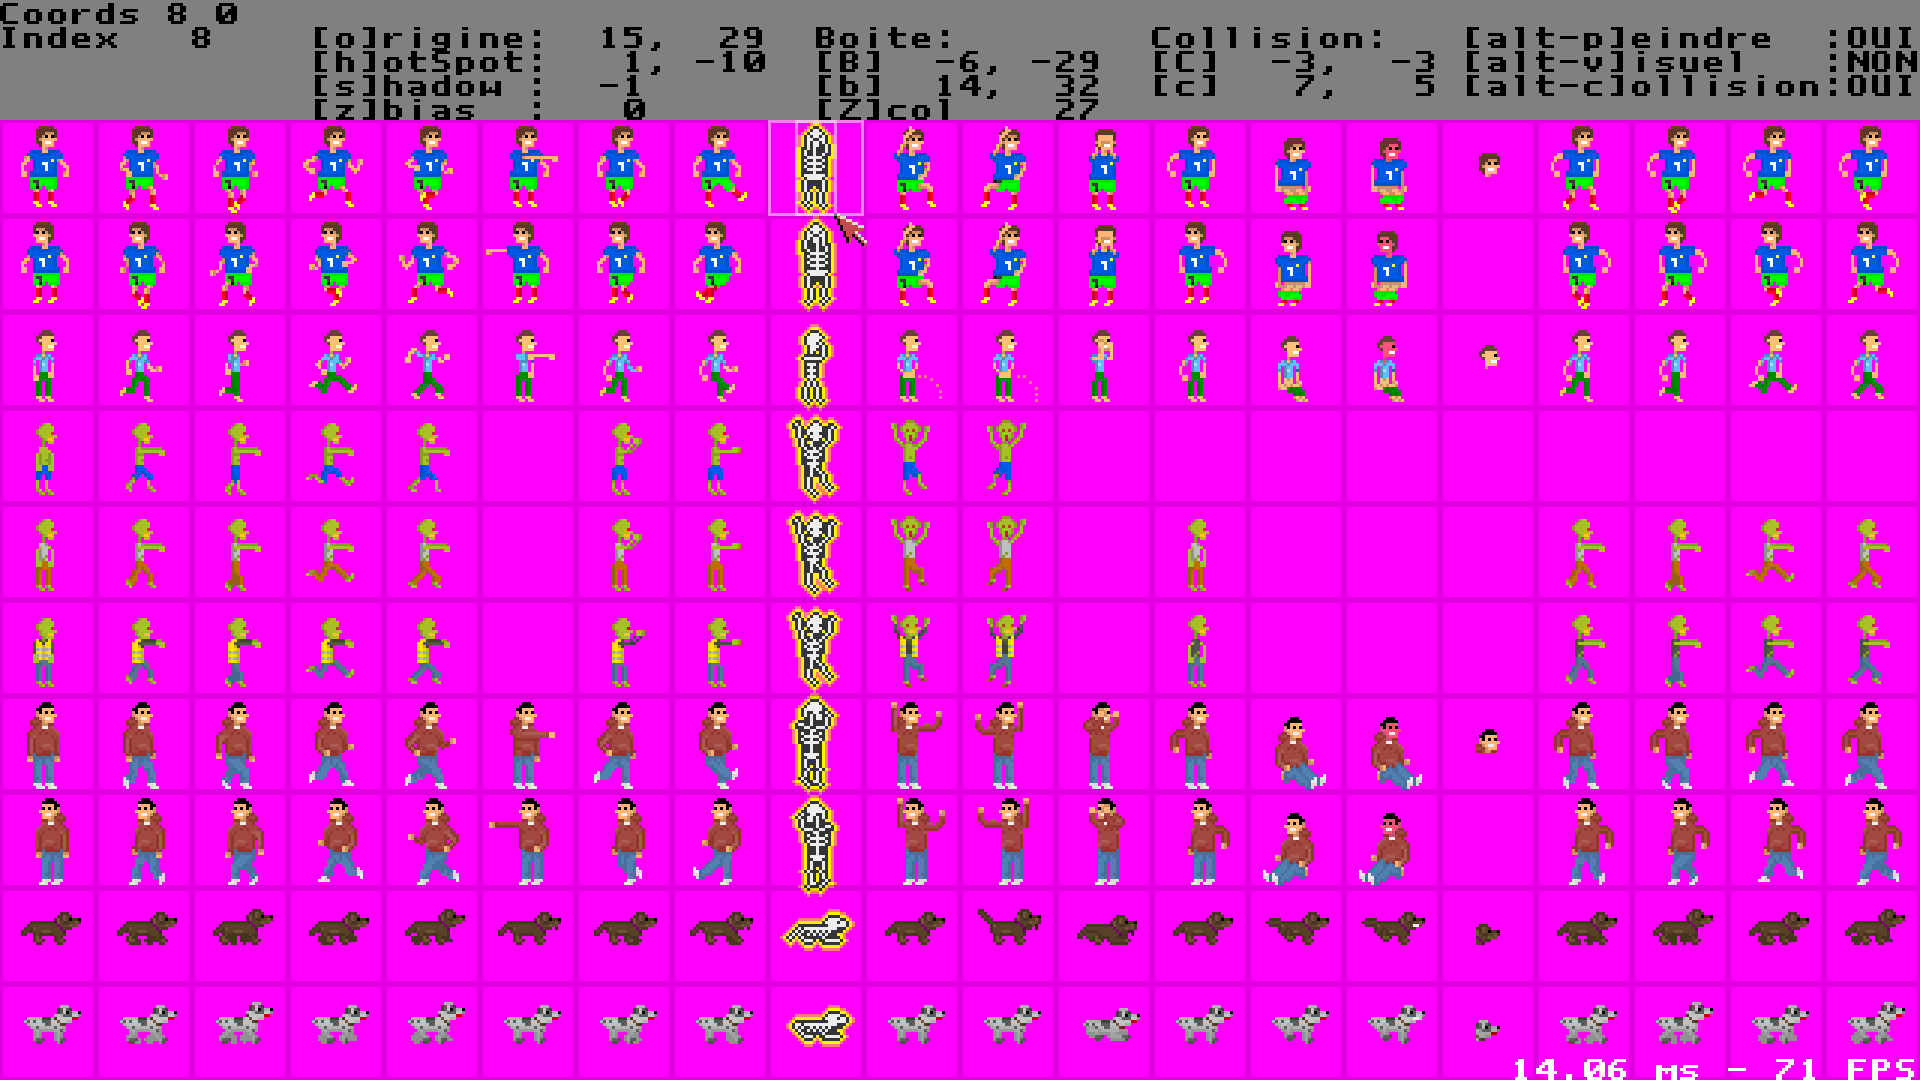 Coords 8 0
Index 8 [o]rigine: 15, 29 Boite: Collision: [alt-p]eindre :OUI
[h]otSpot: 1, -10 [B] -6, -29 [C] -3, -3 [alt-v]isuel :NON
[s]hadow : -1 [b] 14, 32 [c] 7, 5 [alt-c]ollision:OUI
[z]bias : 0 [Z]col 27
14.06 ms - 71 FPS